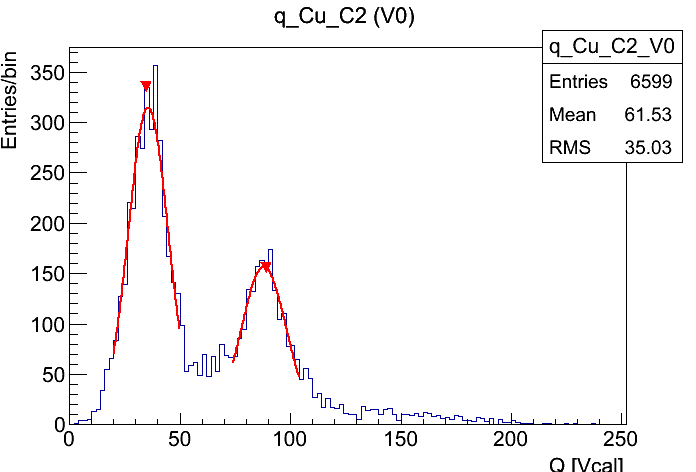 q_Cu_C2 (V0)
q_Cu_C2_V0
Entries 6599
Mean 61.53
RMS 35.03
Entries/bin
350
300
250
200
150
100
50
0
0 50 100 150 200 250
Q [Vcal]